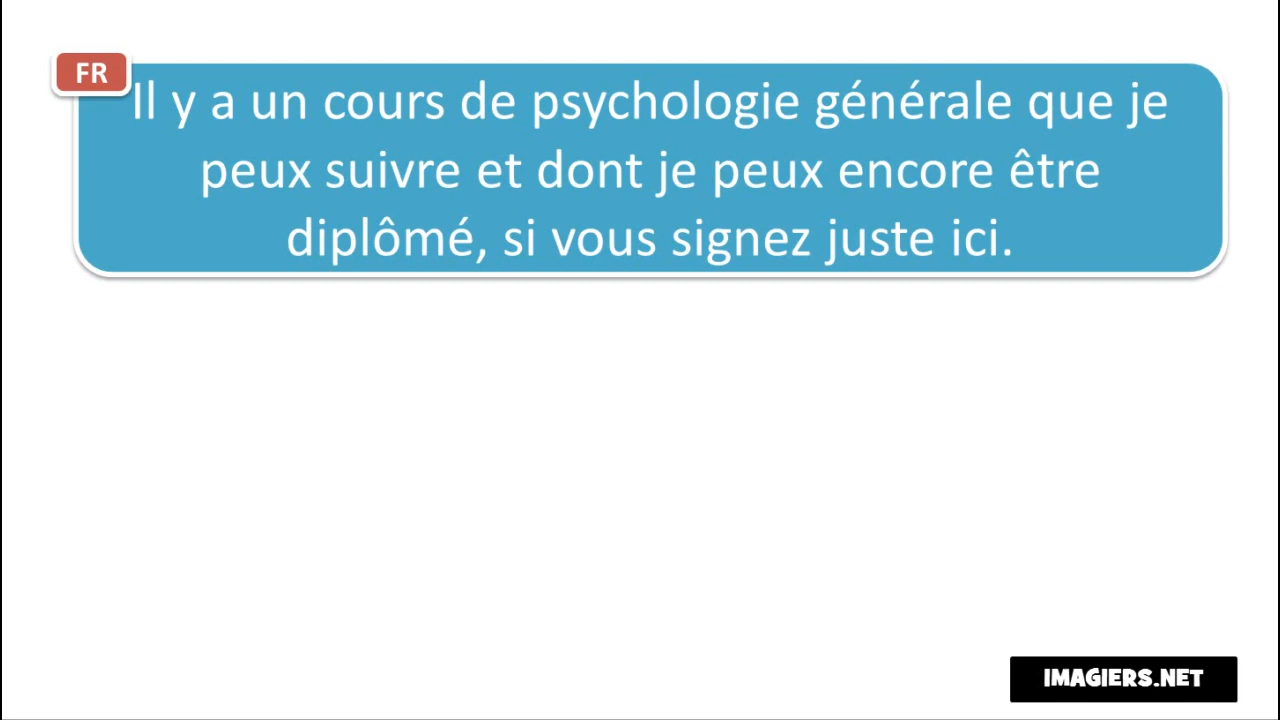 FR
Il y a un cours de psychologie générale que je
peux suivre et dont je peux encore être
diplômé, si vous signez juste ici.
IMAGIERS.NET